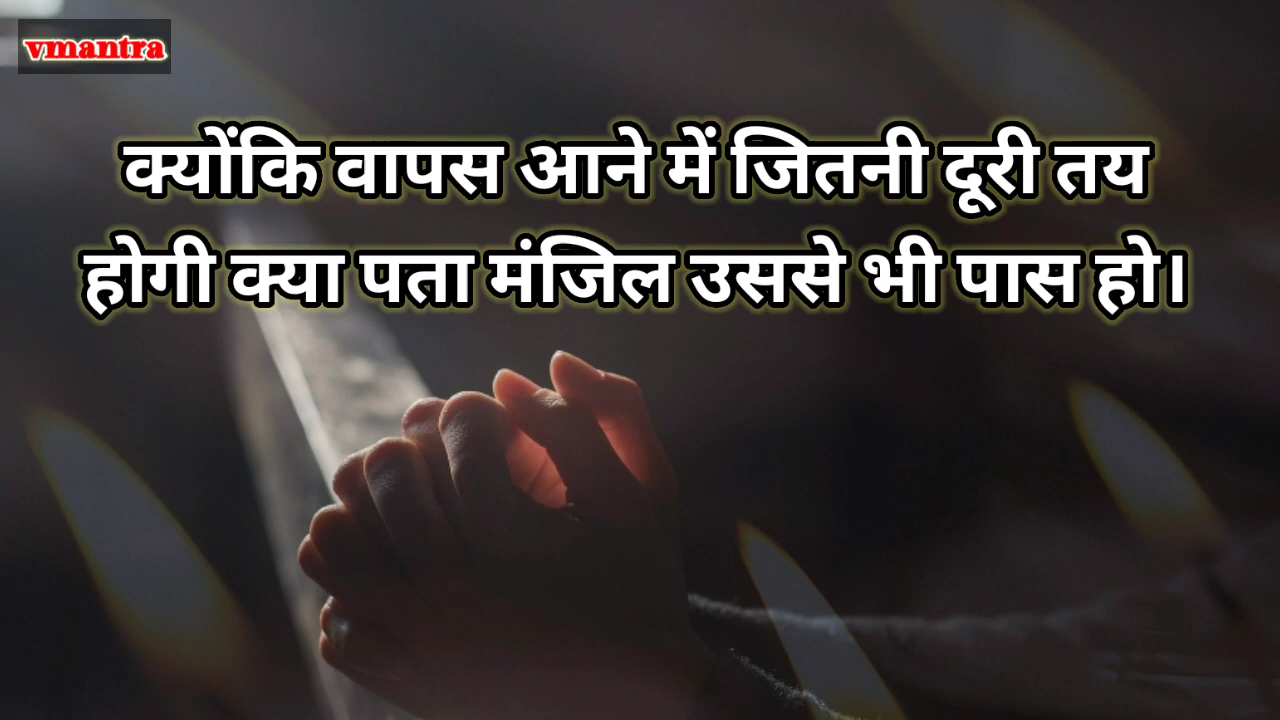 vmantra
क्योंकि वापस आने में जितनी दूरी तय
होगी क्या पता मंजिल उससे भी पास हो।